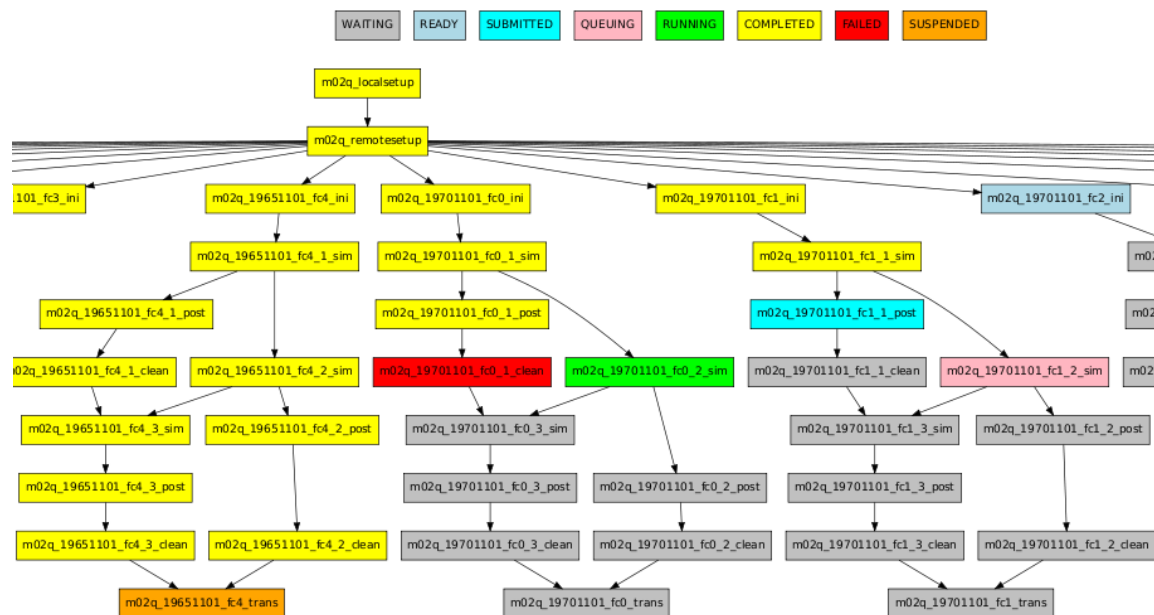 WAITING READY SUBMITTED QUEUING RUNNING COMPLETED FAILED SUSPENDED
m02q_localsetup
m02q_remotesetup
101_fc3_ini m02q_19651101_fc4_ini m02q_19701101_fc0_ini m02q_19701101_fc1_ini m02q_19701101_fc2_ini
m02q_19651101_fc4_1_sim m02q_19701101_fc0_1_sim m02q_19701101_fc1_1_sim
m02q_19651101_fc4_1_post m02q_19701101_fc0_1_post m02q_19701101_fc1_1_post
m02q_19651101_fc4_1_clean m02q_19651101_fc4_2_sim m02q_19701101_fc0_1_clean m02q_19701101_fc0_2_sim m02q_19701101_fc1_1_clean m02q_19701101_fc1_2_sim
m02q_19651101_fc4_3_sim m02q_19651101_fc4_2_post m02q_19701101_fc0_3_sim m02q_19701101_fc1_3_sim m02q_19701101_fc1_2_post
m02q_19651101_fc4_3_post m02q_19701101_fc0_3_post m02q_19701101_fc0_2_post m02q_19701101_fc1_3_post
m02q_19651101_fc4_3_clean m02q_19651101_fc4_2_clean m02q_19701101_fc0_3_clean m02q_19701101_fc0_2_clean m02q_19701101_fc1_3_clean m02q_19701101_fc1_2_clean
m02q_19651101_fc4_trans m02q_19701101_fc0_trans m02q_19701101_fc1_trans